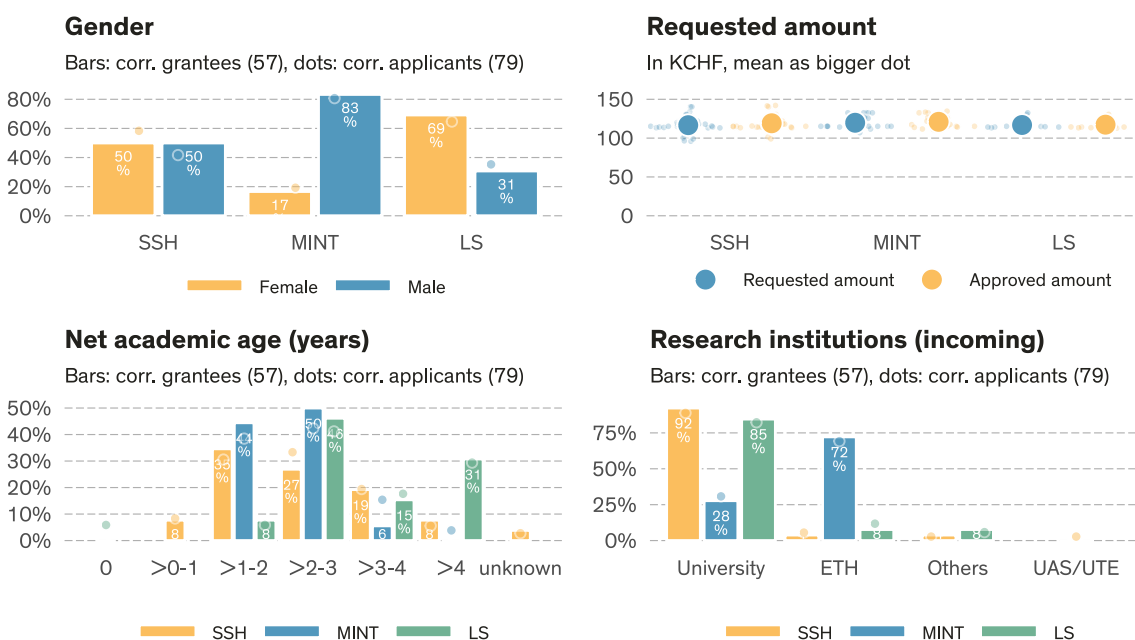 Gender
Bars: corr. grantees (57), dots: corr. applicants (79)
80%
60%
40%
20%
0%
50
%
50
%
17
83
%
69
%
31
%
SSH
MINT
LS
Female
Male
Requested amount
In KCHF, mean as bigger dot
150
100
50
0
SSH
MINT
LS
Requested amount
Approved amount
Net academic age (years)
Bars: corr. grantees (57), dots: corr. applicants (79)
50%
40%
30%
20%
10%
0%
8
35
%
44
%
8
27
%
50
%
46
%
19
%
6
15
%
8
31
%
0
>0-1
>1-2
>2-3
>3-4
>4
unknown
SSH
MINT
LS
Research institutions (incoming)
Bars: corr. grantees (57), dots: corr. applicants (79)
75%
50%
25%
0%
92
%
28
%
85
%
72
%
8
8
University
ETH
Others
UAS/UTE
SSH
MINT
LS